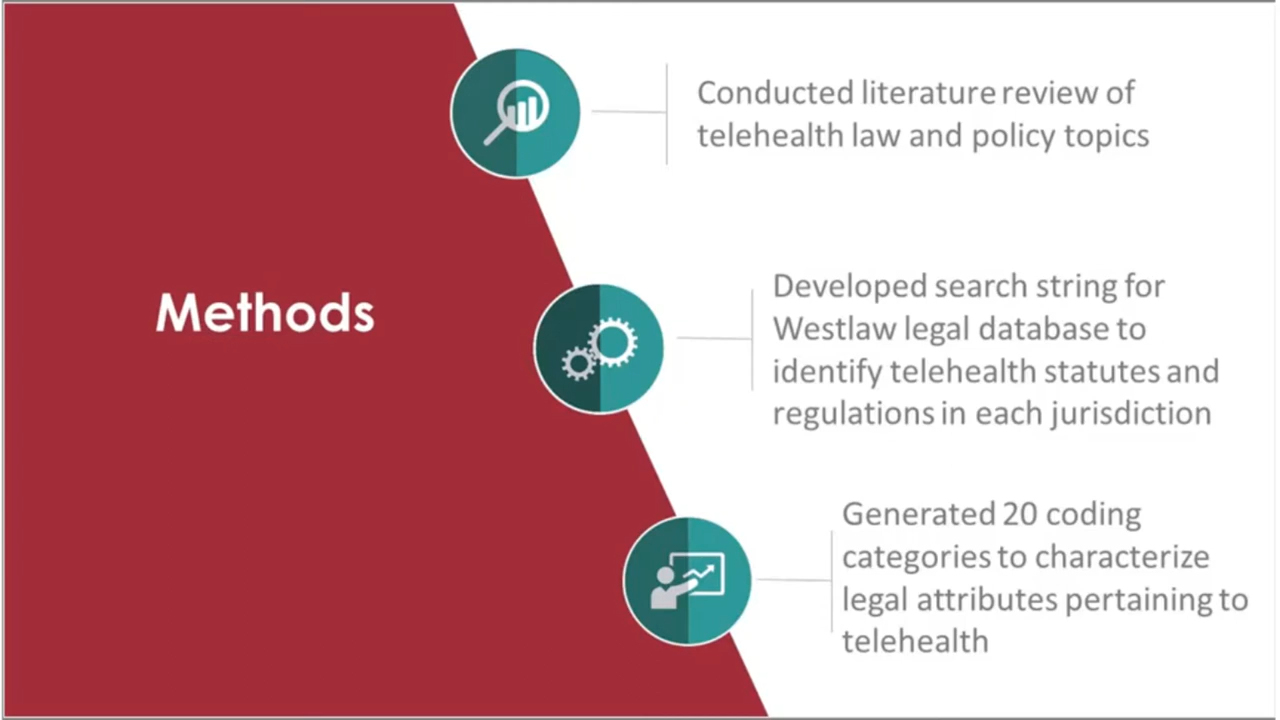 Methods
Conducted literature review of
telehealth law and policy topics
Developed search string for
Westlaw legal database to
identify telehealth statutes and
regulations in each jurisdiction
Generated 20 coding
categories to characterize
legal attributes pertaining to
telehealth